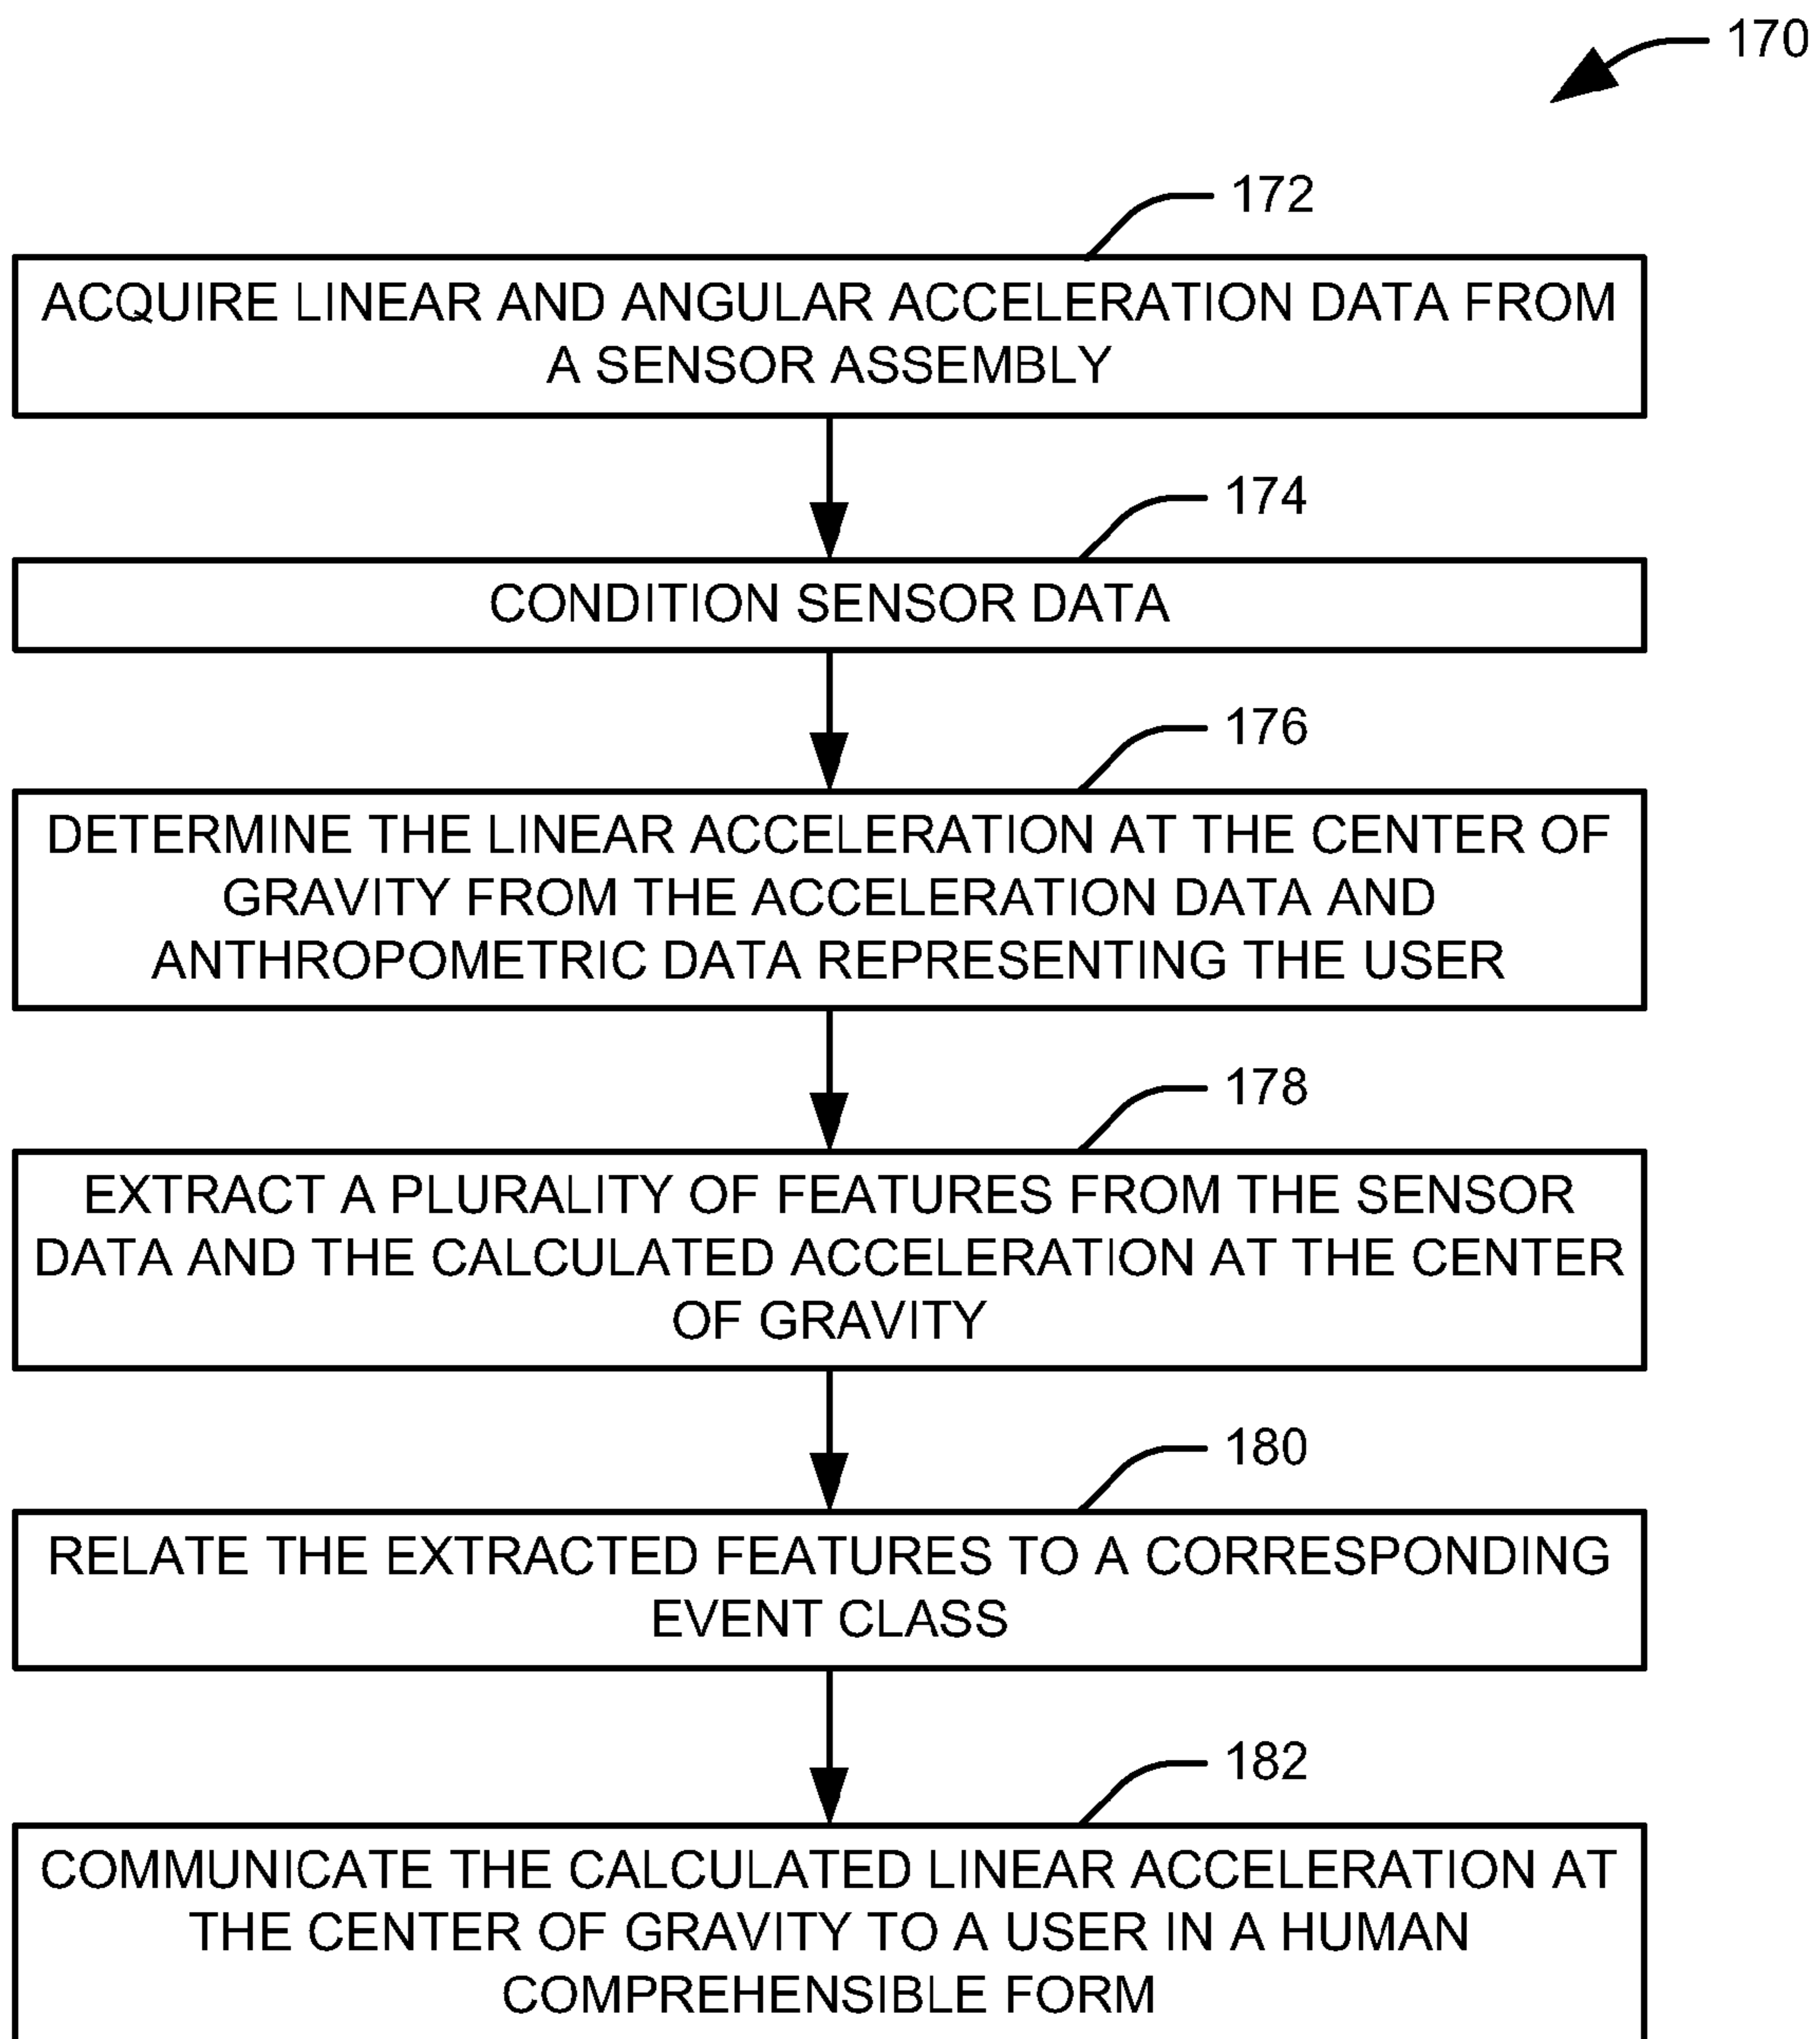 170
172
ACQUIRE LINEAR AND ANGULAR ACCELERATION DATA FROM
A SENSOR ASSEMBLY
174
CONDITION SENSOR DATA
176
DETERMINE THE LINEAR ACCELERATION AT THE CENTER OF
GRAVITY FROM THE ACCELERATION DATA AND
ANTHROPOMETRIC DATA REPRESENTING THE USER
178
EXTRACT A PLURALITY OF FEATURES FROM THE SENSOR
DATA AND THE CALCULATED ACCELERATION AT THE CENTER
OF GRAVITY
180
RELATE THE EXTRACTED FEATURES TO A CORRESPONDING
EVENT CLASS
182
COMMUNICATE THE CALCULATED LINEAR ACCELERATION AT
THE CENTER OF GRAVITY TO A USER IN A HUMAN
COMPREHENSIBLE FORM